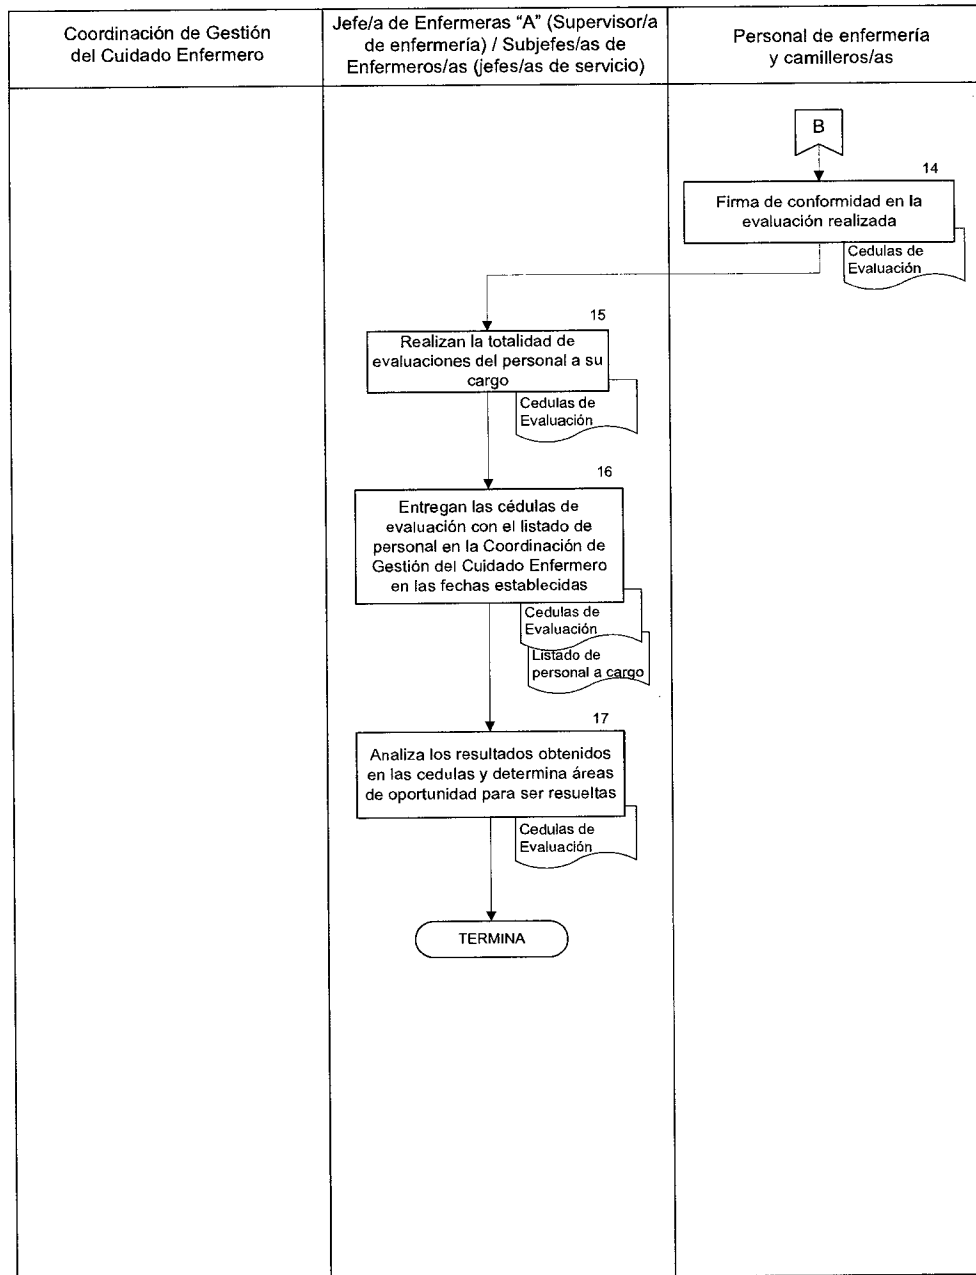 Coordinación de Gestión
del Cuidado Enfermero
Jefe/a de Enfermeras "A" (Supervisor/a
de enfermería) / Subjefes/as de
Enfermeros/as (jefes/as de servicio)
Personal de enfermería
y camilleros/as
B
14
Firma de conformidad en la
evaluación realizada
Cedulas de
Evaluación
15
Realizan la totalidad de
evaluaciones del personal a su
cargo
Cedulas de
Evaluación
16
Entregan las cédulas de
evaluación con el listado de
personal en la Coordinación de
Gestión del Cuidado Enfermero
en las fechas establecidas
Cedulas de
Evaluación
Listado de
personal a cargo
17
Analiza los resultados obtenidos
en las cedulas y determina áreas
de oportunidad para ser resueltas
Cedulas de
Evaluación
TERMINA